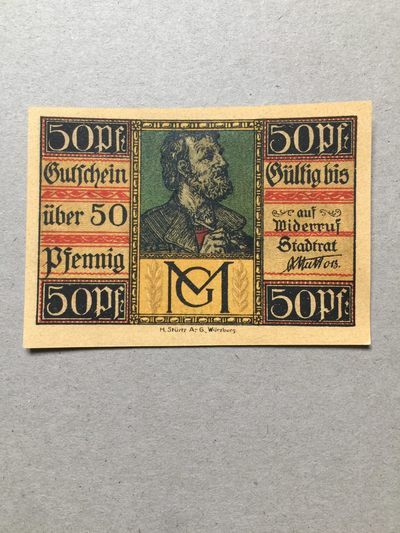 50 Pf.
Gutschein
über 50
Pfennig
50 Pf.
MG
50 Pf.
Gültig bis
auf
Widerruf
Stadtrat
50 Pf.
H. Stürtz A.-G., Würzburg.